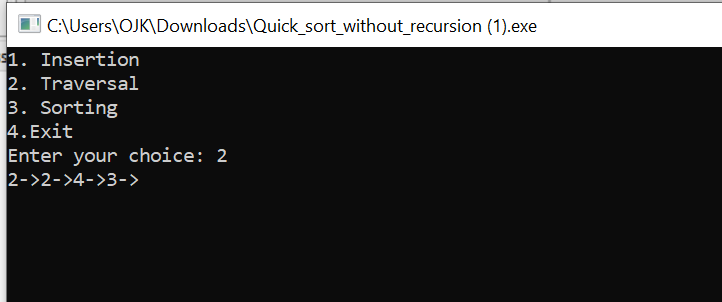 C:\Users\OJK\Downloads\Quick_sort_without_recursion (1).exe
1. Insertion
2. Traversal
3. Sorting
4.Exit
Enter your choice: 2
2->2->4->3->